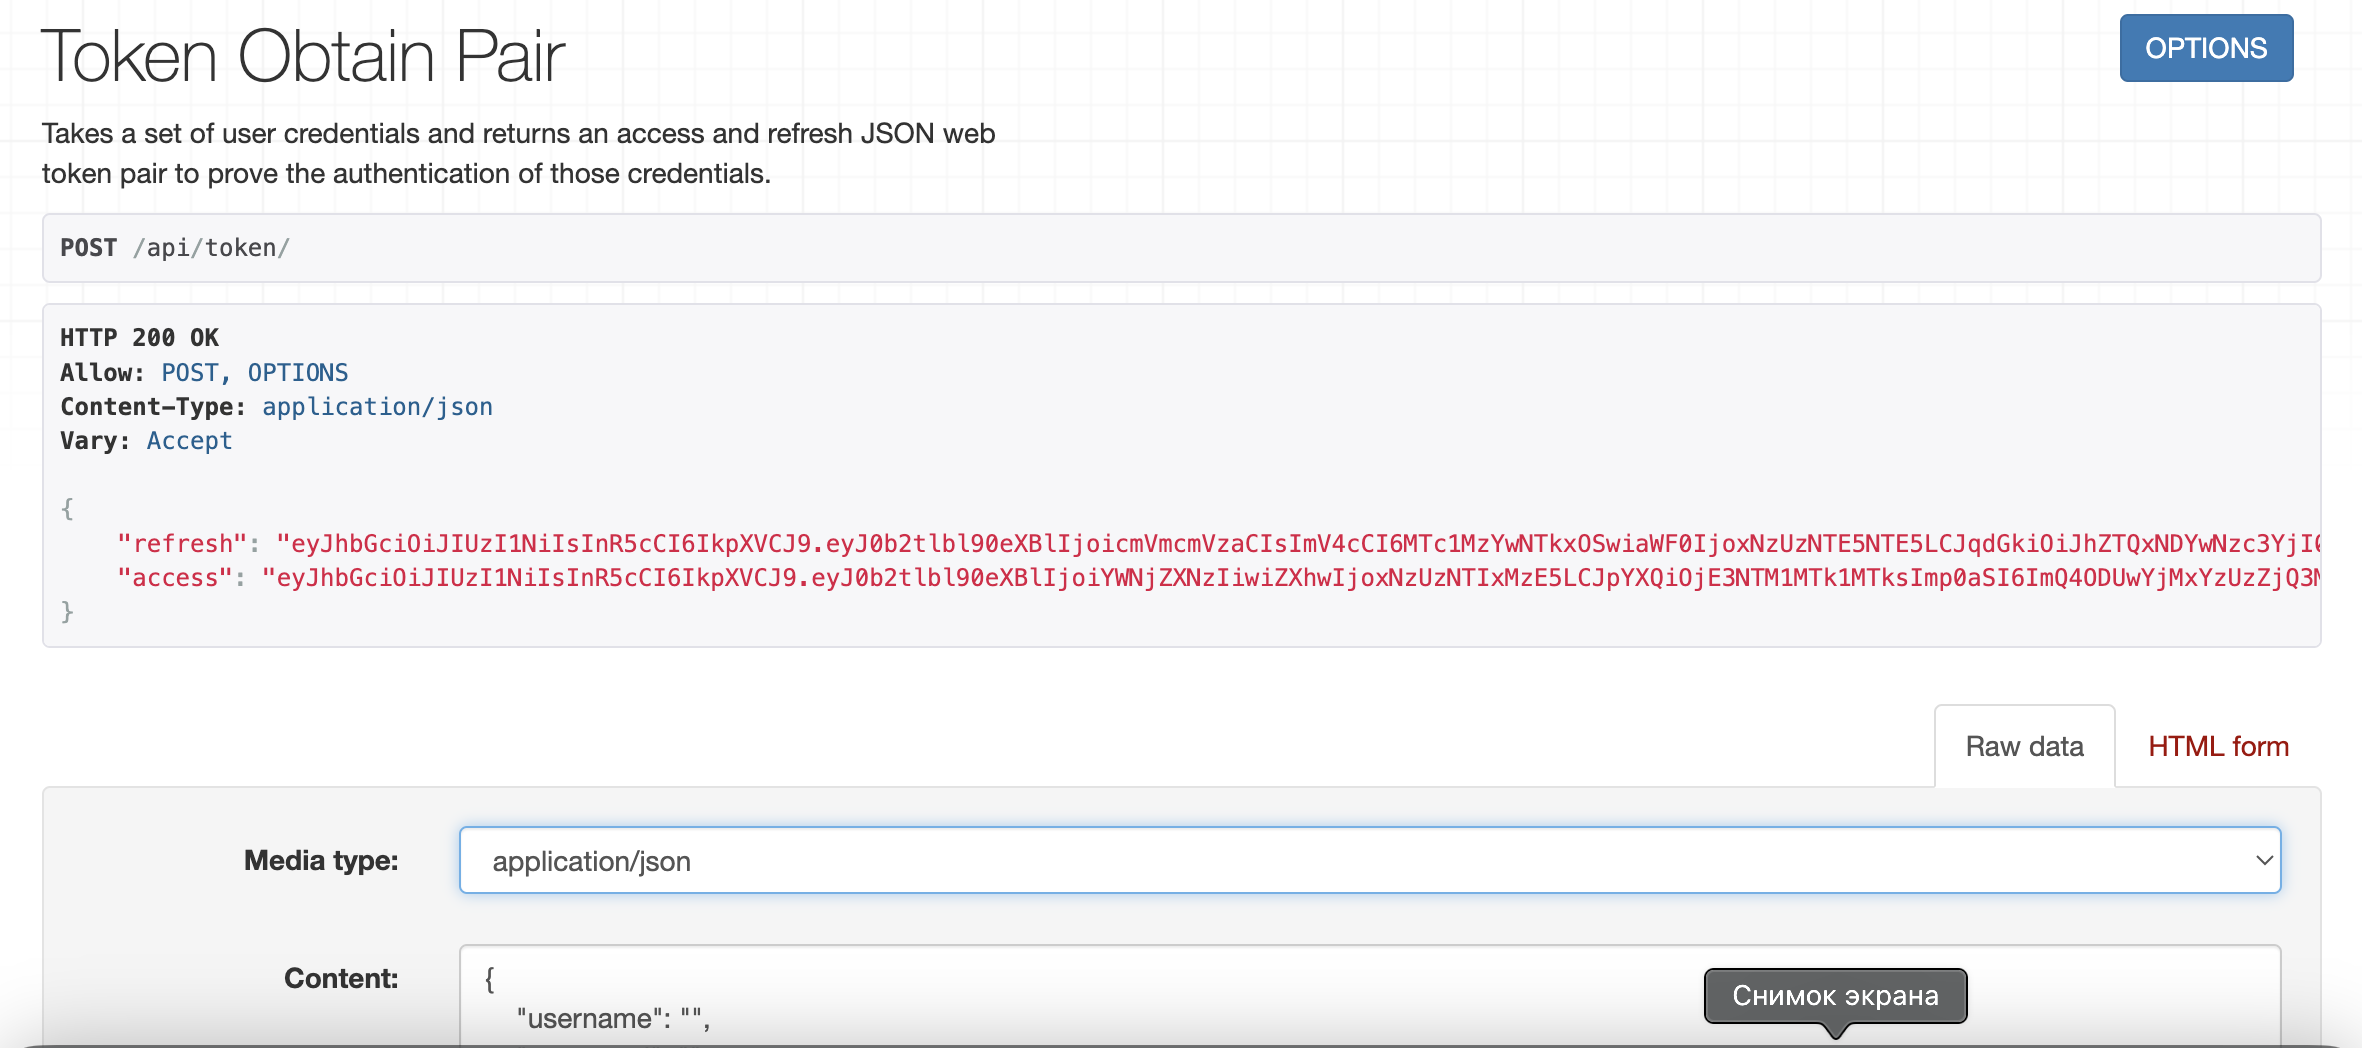 Token Obtain Pair
OPTIONS
Takes a set of user credentials and returns an access and refresh JSON web
token pair to prove the authentication of those credentials.
POST /api/token/
HTTP 200 OK
Allow: POST, OPTIONS
Content-Type: application/json
Vary: Accept
{
"refresh": "eyJhbGciOiJIUzI1NiIsInR5cCI6IkpXVCJ9.eyJ0b2tlbl90eXBlIjoicmVmcmVzaCIsImV4cCI6MTc1MzYwNTkxOSwiaWF0IjoxNzUzNTE5NTE5LCJqdGkiOiJhZTQxNDYwNzc3YjI
"access": "eyJhbGciOiJIUzI1NiIsInR5cCI6IkpXVCJ9.eyJ0b2tlbl90eXBlIjoiYWNjZXNzIiwiZXhwIjoxNzUzNTIxMzE5LCJpYXQiOjE3NTM1MTk1MTksImp0aSI6ImQ4ODUwYjMxYzUzZjQ3
}
Raw data
HTML form
Media type:
application/json
Content:
{
"username": "",
Снимок экрана